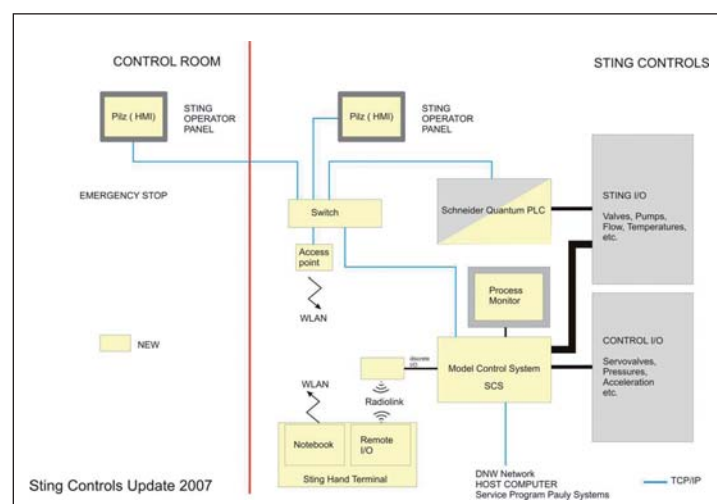 CONTROL ROOM
STING CONTROLS
Pilz ( HMI)
STING
OPERATOR
PANEL
Pilz ( HMI)
STING
OPERATOR
PANEL
EMERGENCY STOP
Switch
Schneider Quantum PLC
STING I/O
Valves, Pumps,
Flow, Temperatures,
etc.
Access
point
WLAN
Process
Monitor
NEW
CONTROL I/O
Servovalves,
Pressures,
Acceleration
etc.
discrete
I/O
Model Control System
SCS
WLAN
Radiolink
Notebook
Remote
I/O
Sting Hand Terminal
DNW Network
HOST COMPUTER
Service Program Pauly Systems
TCP/IP
Sting Controls Update 2007